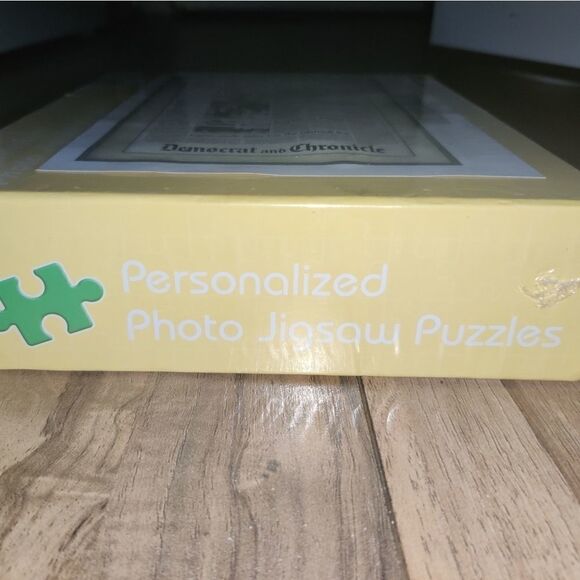 Democrat and Chronicle
Personalized
Photo Jigsaw Puzzles